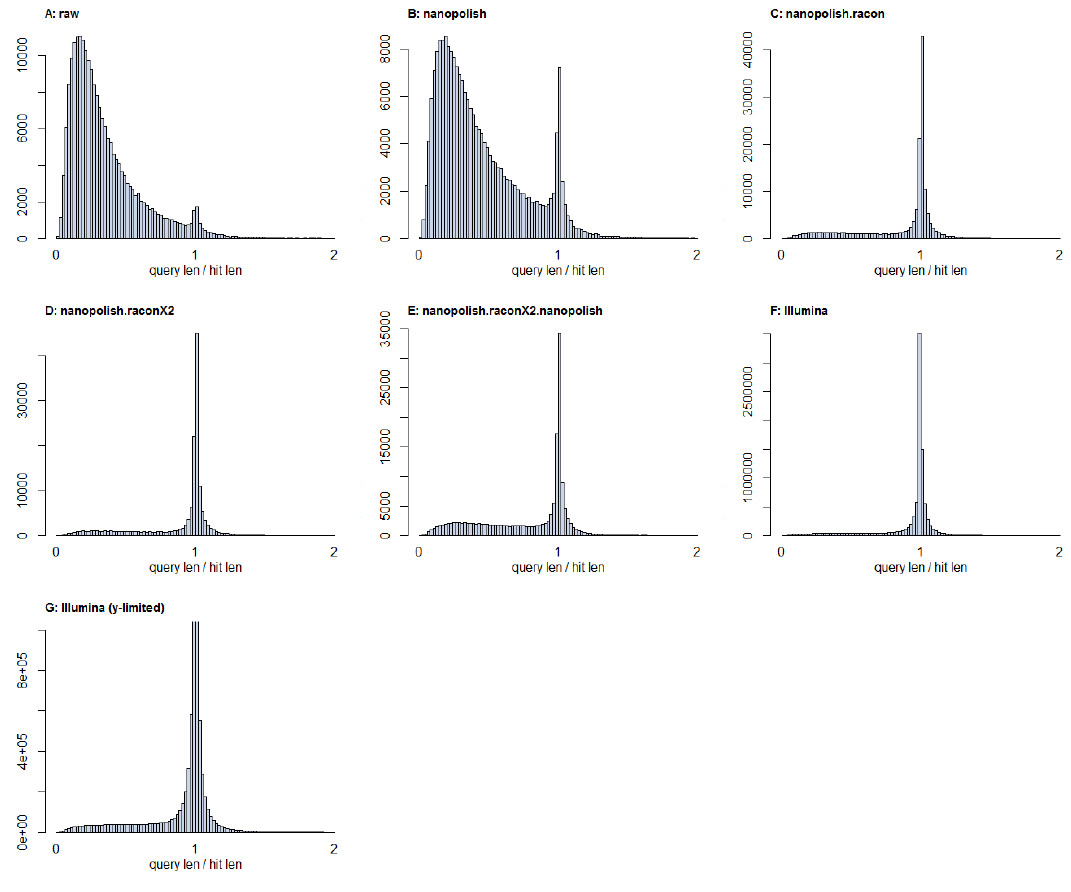 A: raw
10000
6000
2000
0
0
1
2
query len / hit len
B: nanopolish
8000
6000
4000
2000
0
0
1
2
query len / hit len
C: nanopolish.racon
40000
30000
20000
10000
0
0
1
2
query len / hit len
D: nanopolish.raconX2
30000
10000
0
0
1
2
query len / hit len
E: nanopolish.raconX2.nanopolish
35000
25000
15000
5000
0
0
1
2
query len / hit len
F: Illumina
2500000
1000000
0
0
1
2
query len / hit len
G: Illumina (y-limited)
8e+05
4e+05
0e+00
0
1
2
query len / hit len